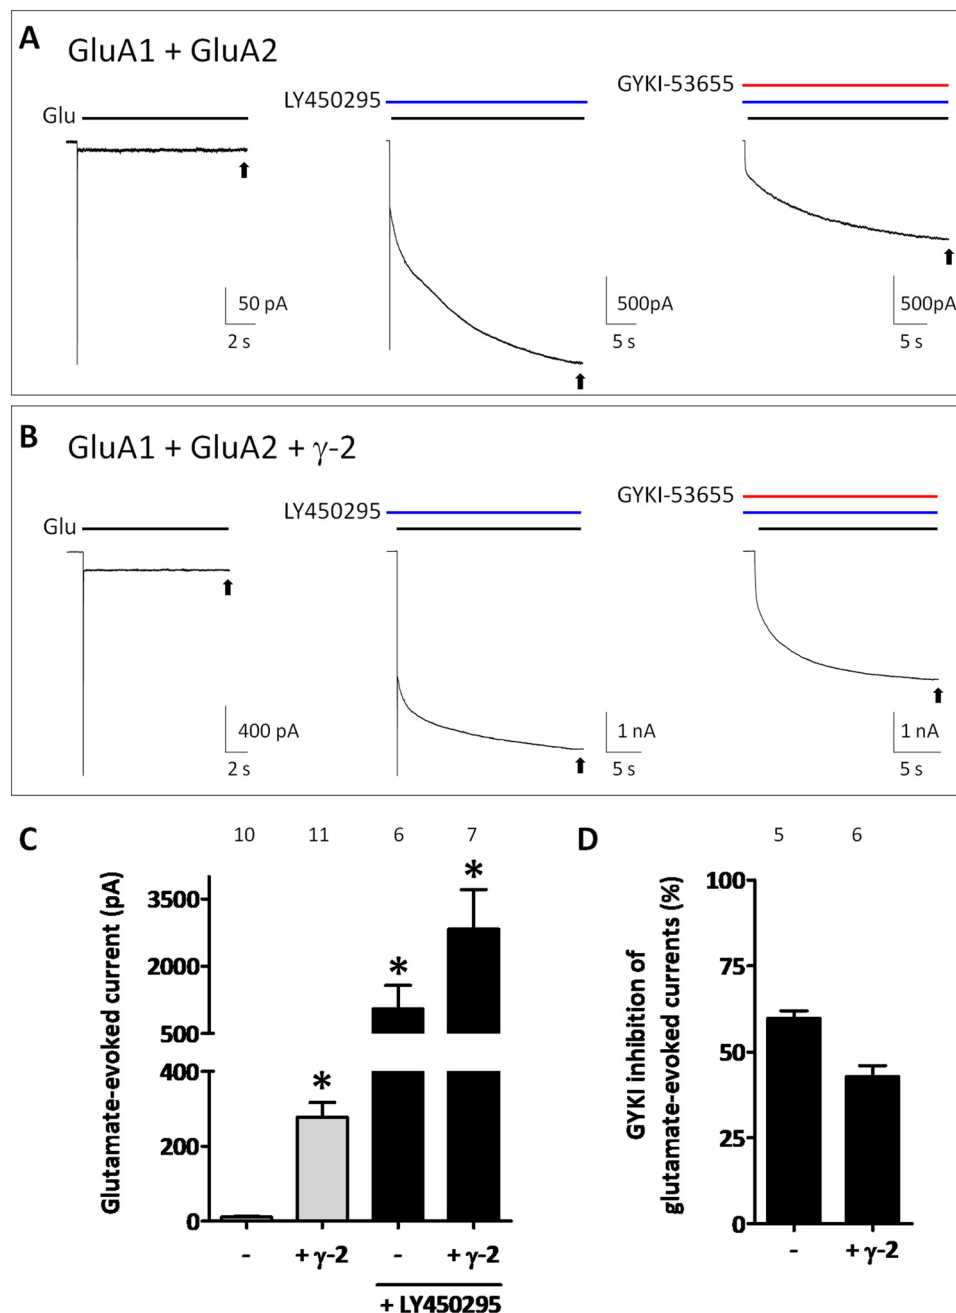 A GluA1 + GluA2
GYKI-53655
LY450295
Glu
50 pA
2 s
500pA
5 s
500pA
5 s
B GluA1 + GluA2 + γ-2
GYKI-53655
LY450295
Glu
400 pA
2 s
1 nA
5 s
1 nA
5 s
C
10 11 6 7
Glutamate-evoked current (pA)
3500
2000
500
400
200
0
* * *
- + γ-2 - + γ-2
+ LY450295
D
5 6
GYKI inhibition of
glutamate-evoked currents (%)
100
75
50
25
0
- + γ-2